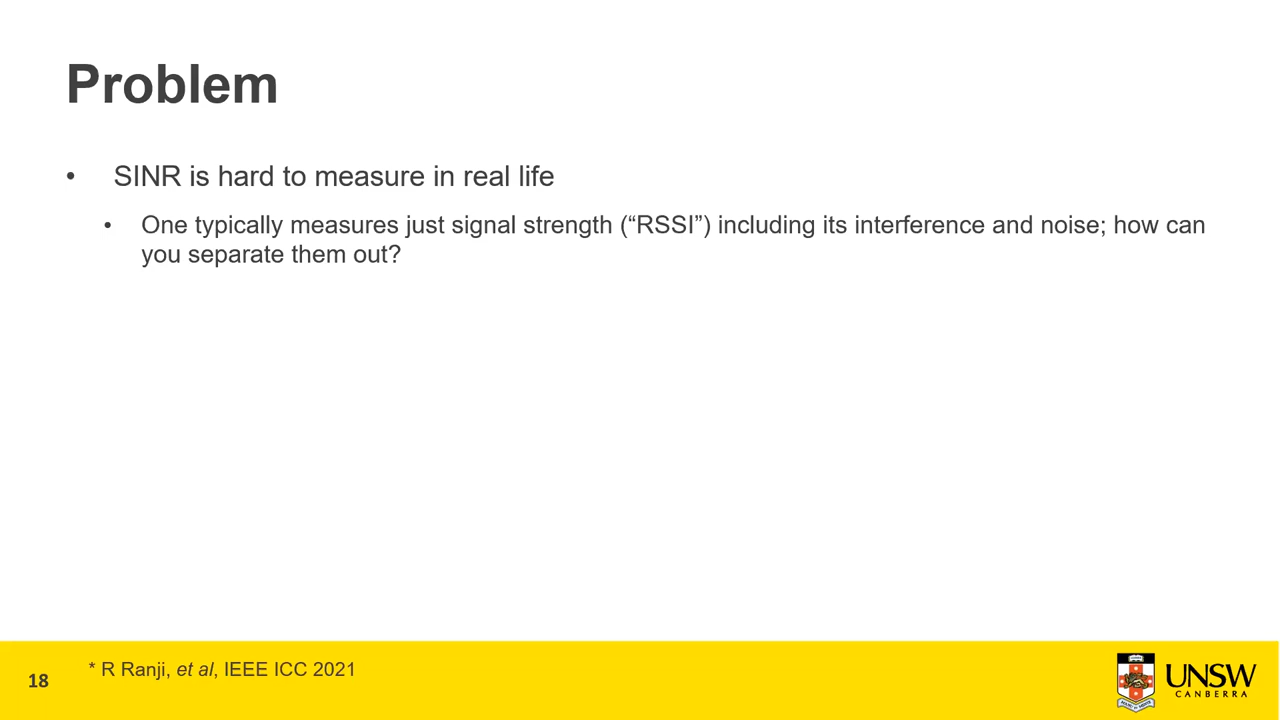 Problem
• SINR is hard to measure in real life
• One typically measures just signal strength (“RSSI”) including its interference and noise; how can
you separate them out?
* R Ranji, et al, IEEE ICC 2021
18
UNSW
CANBERRA